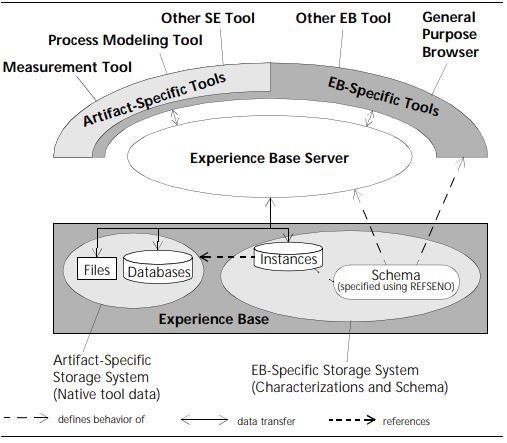 Other SE Tool
Other EB Tool
General
Purpose
Browser
Process Modeling Tool
Measurement Tool
Artifact-Specific Tools
EB-Specific Tools
Experience Base Server
Files
Databases
Instances
Schema
(specified using REFSENO)
Experience Base
Artifact-Specific
Storage System
(Native tool data)
EB-Specific Storage System
(Characterizations and Schema)
defines behavior of
data transfer
references